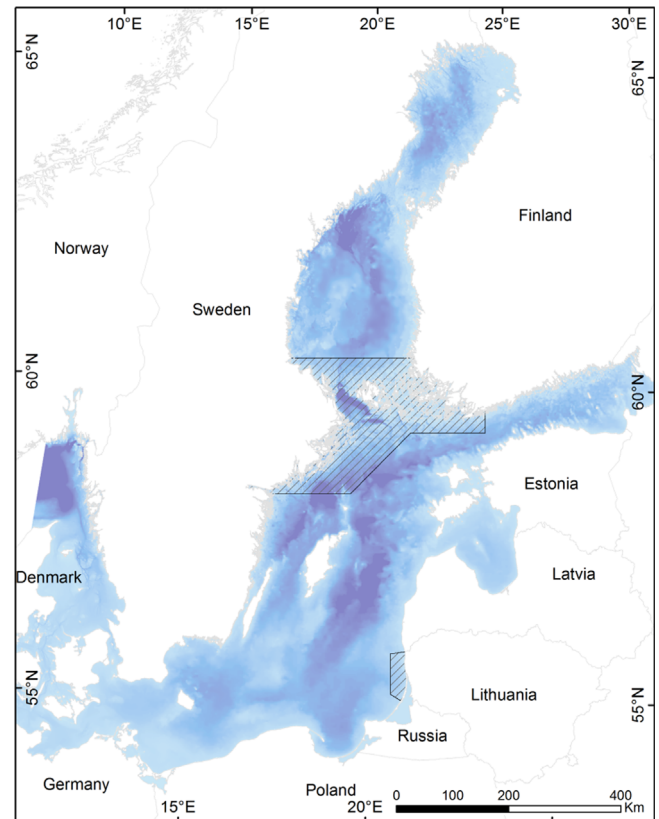 10°E 15°E 20°E 25°E 30°E
65°N 65°N
Finland
Norway
Sweden
60°N 60°N
Estonia
Denmark
Latvia
55°N Lithuania 55°N
Russia
Germany
Poland
0 100 200 400
Km
15°E 20°E